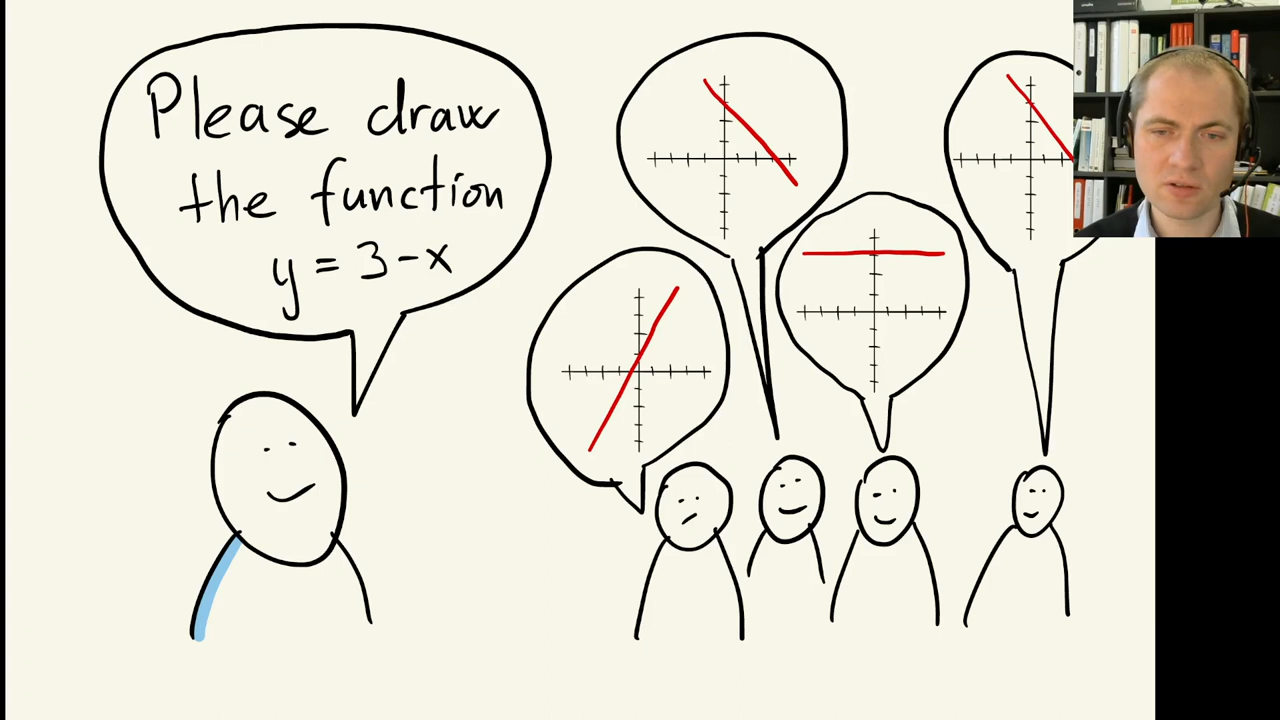 Please draw
the function
y = 3 - x